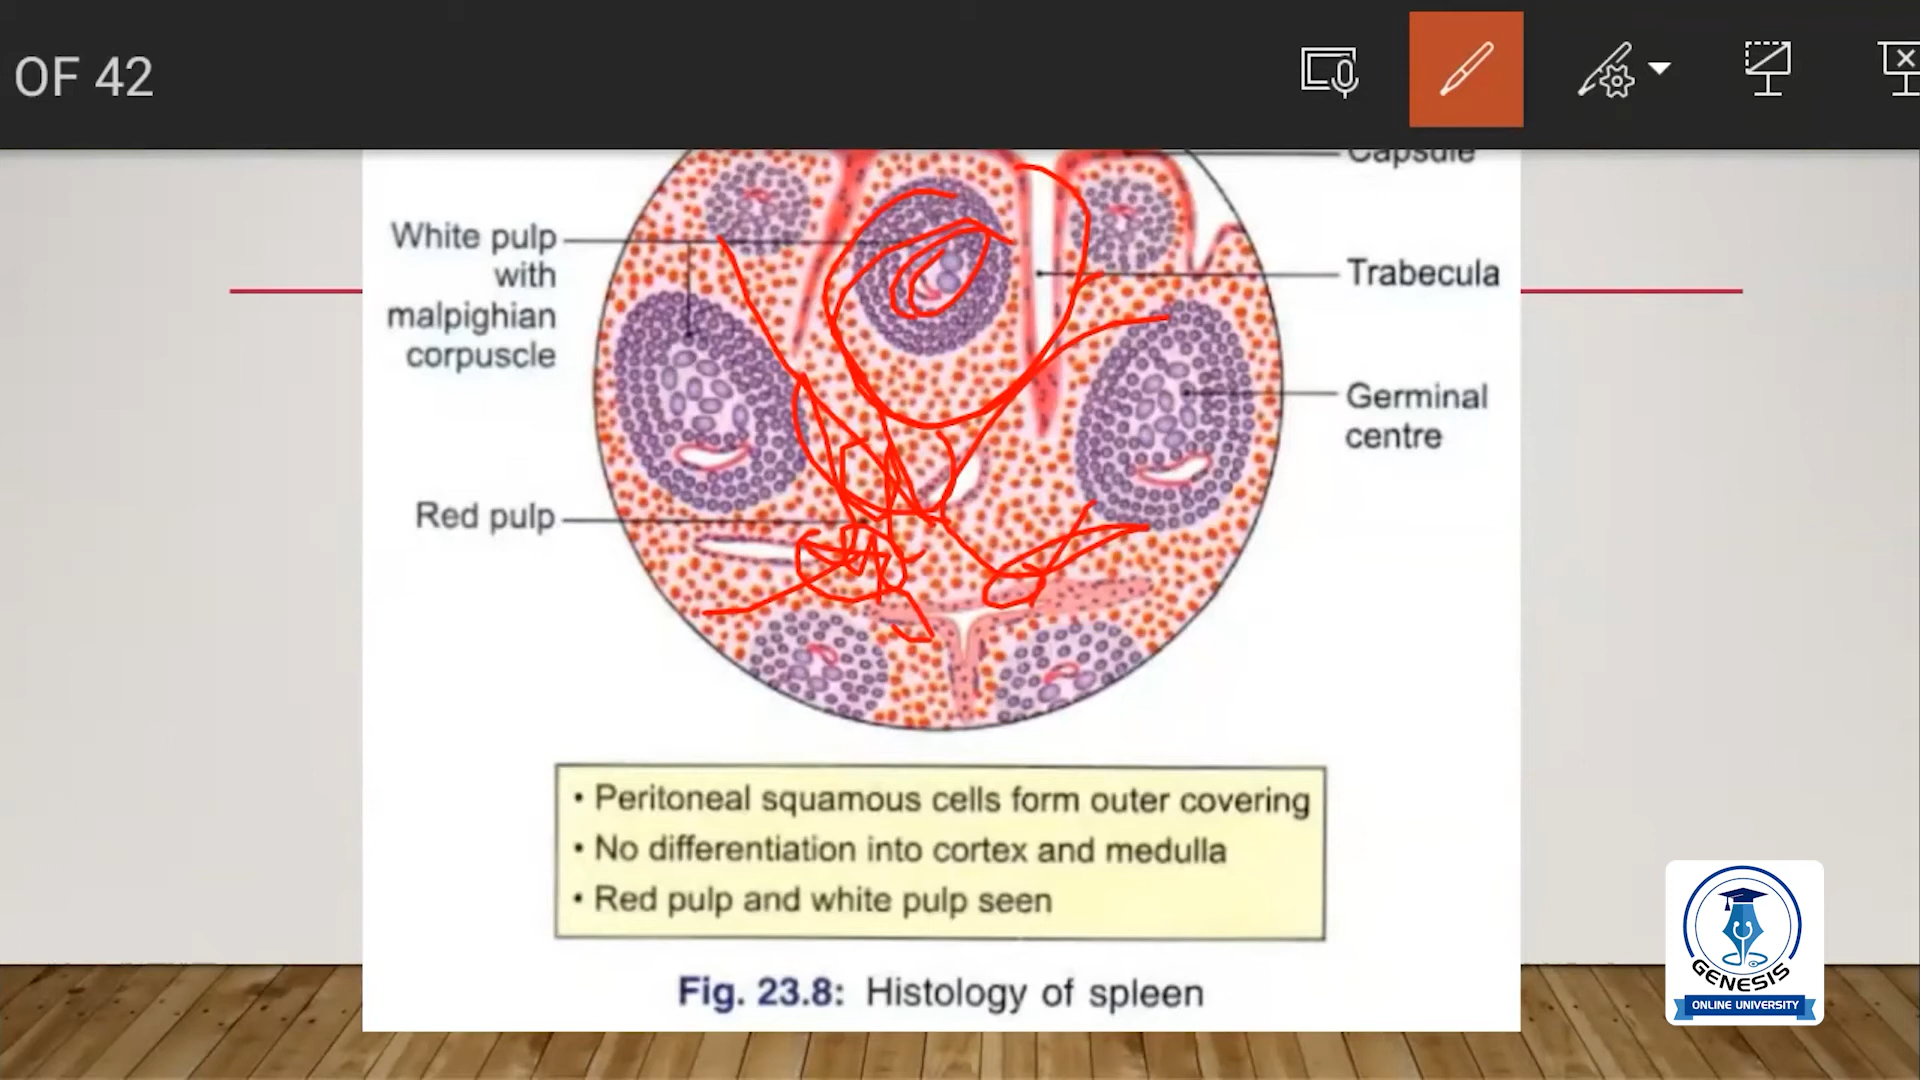 OF 42
Capsule
White pulp
with
malpighian
corpuscle
Trabecula
Germinal
centre
Red pulp
• Peritoneal squamous cells form outer covering
• No differentiation into cortex and medulla
• Red pulp and white pulp seen
Fig. 23.8: Histology of spleen
GENESIS
ONLINE UNIVERSITY